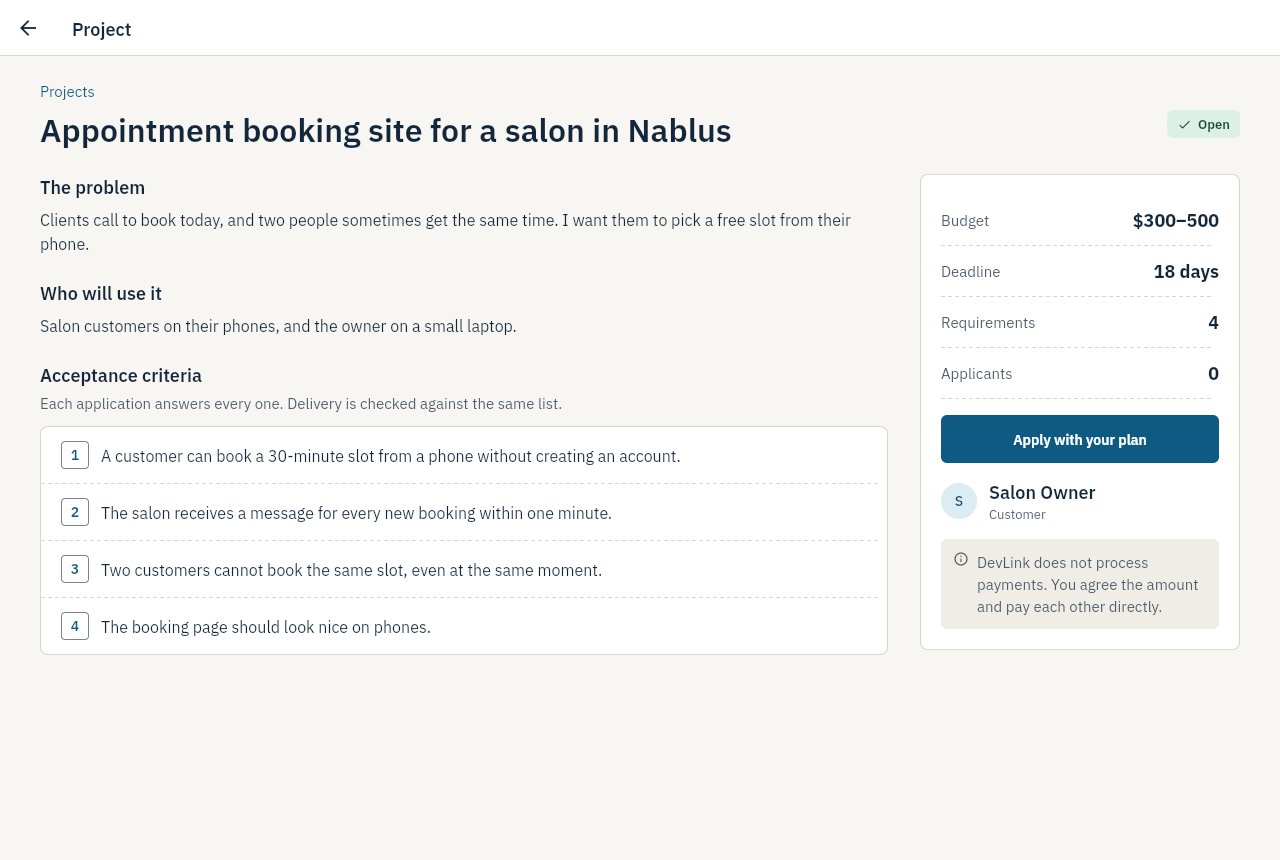 Project
Projects
Appointment booking site for a salon in Nablus
Open
The problem
Clients call to book today, and two people sometimes get the same time. I want them to pick a free slot from their
phone.
Who will use it
Salon customers on their phones, and the owner on a small laptop.
Acceptance criteria
Each application answers every one. Delivery is checked against the same list.
1 A customer can book a 30-minute slot from a phone without creating an account.
2 The salon receives a message for every new booking within one minute.
3 Two customers cannot book the same slot, even at the same moment.
4 The booking page should look nice on phones.
Budget $300–500
Deadline 18 days
Requirements 4
Applicants 0
Apply with your plan
S
Salon Owner
Customer
DevLink does not process
payments. You agree the amount
and pay each other directly.